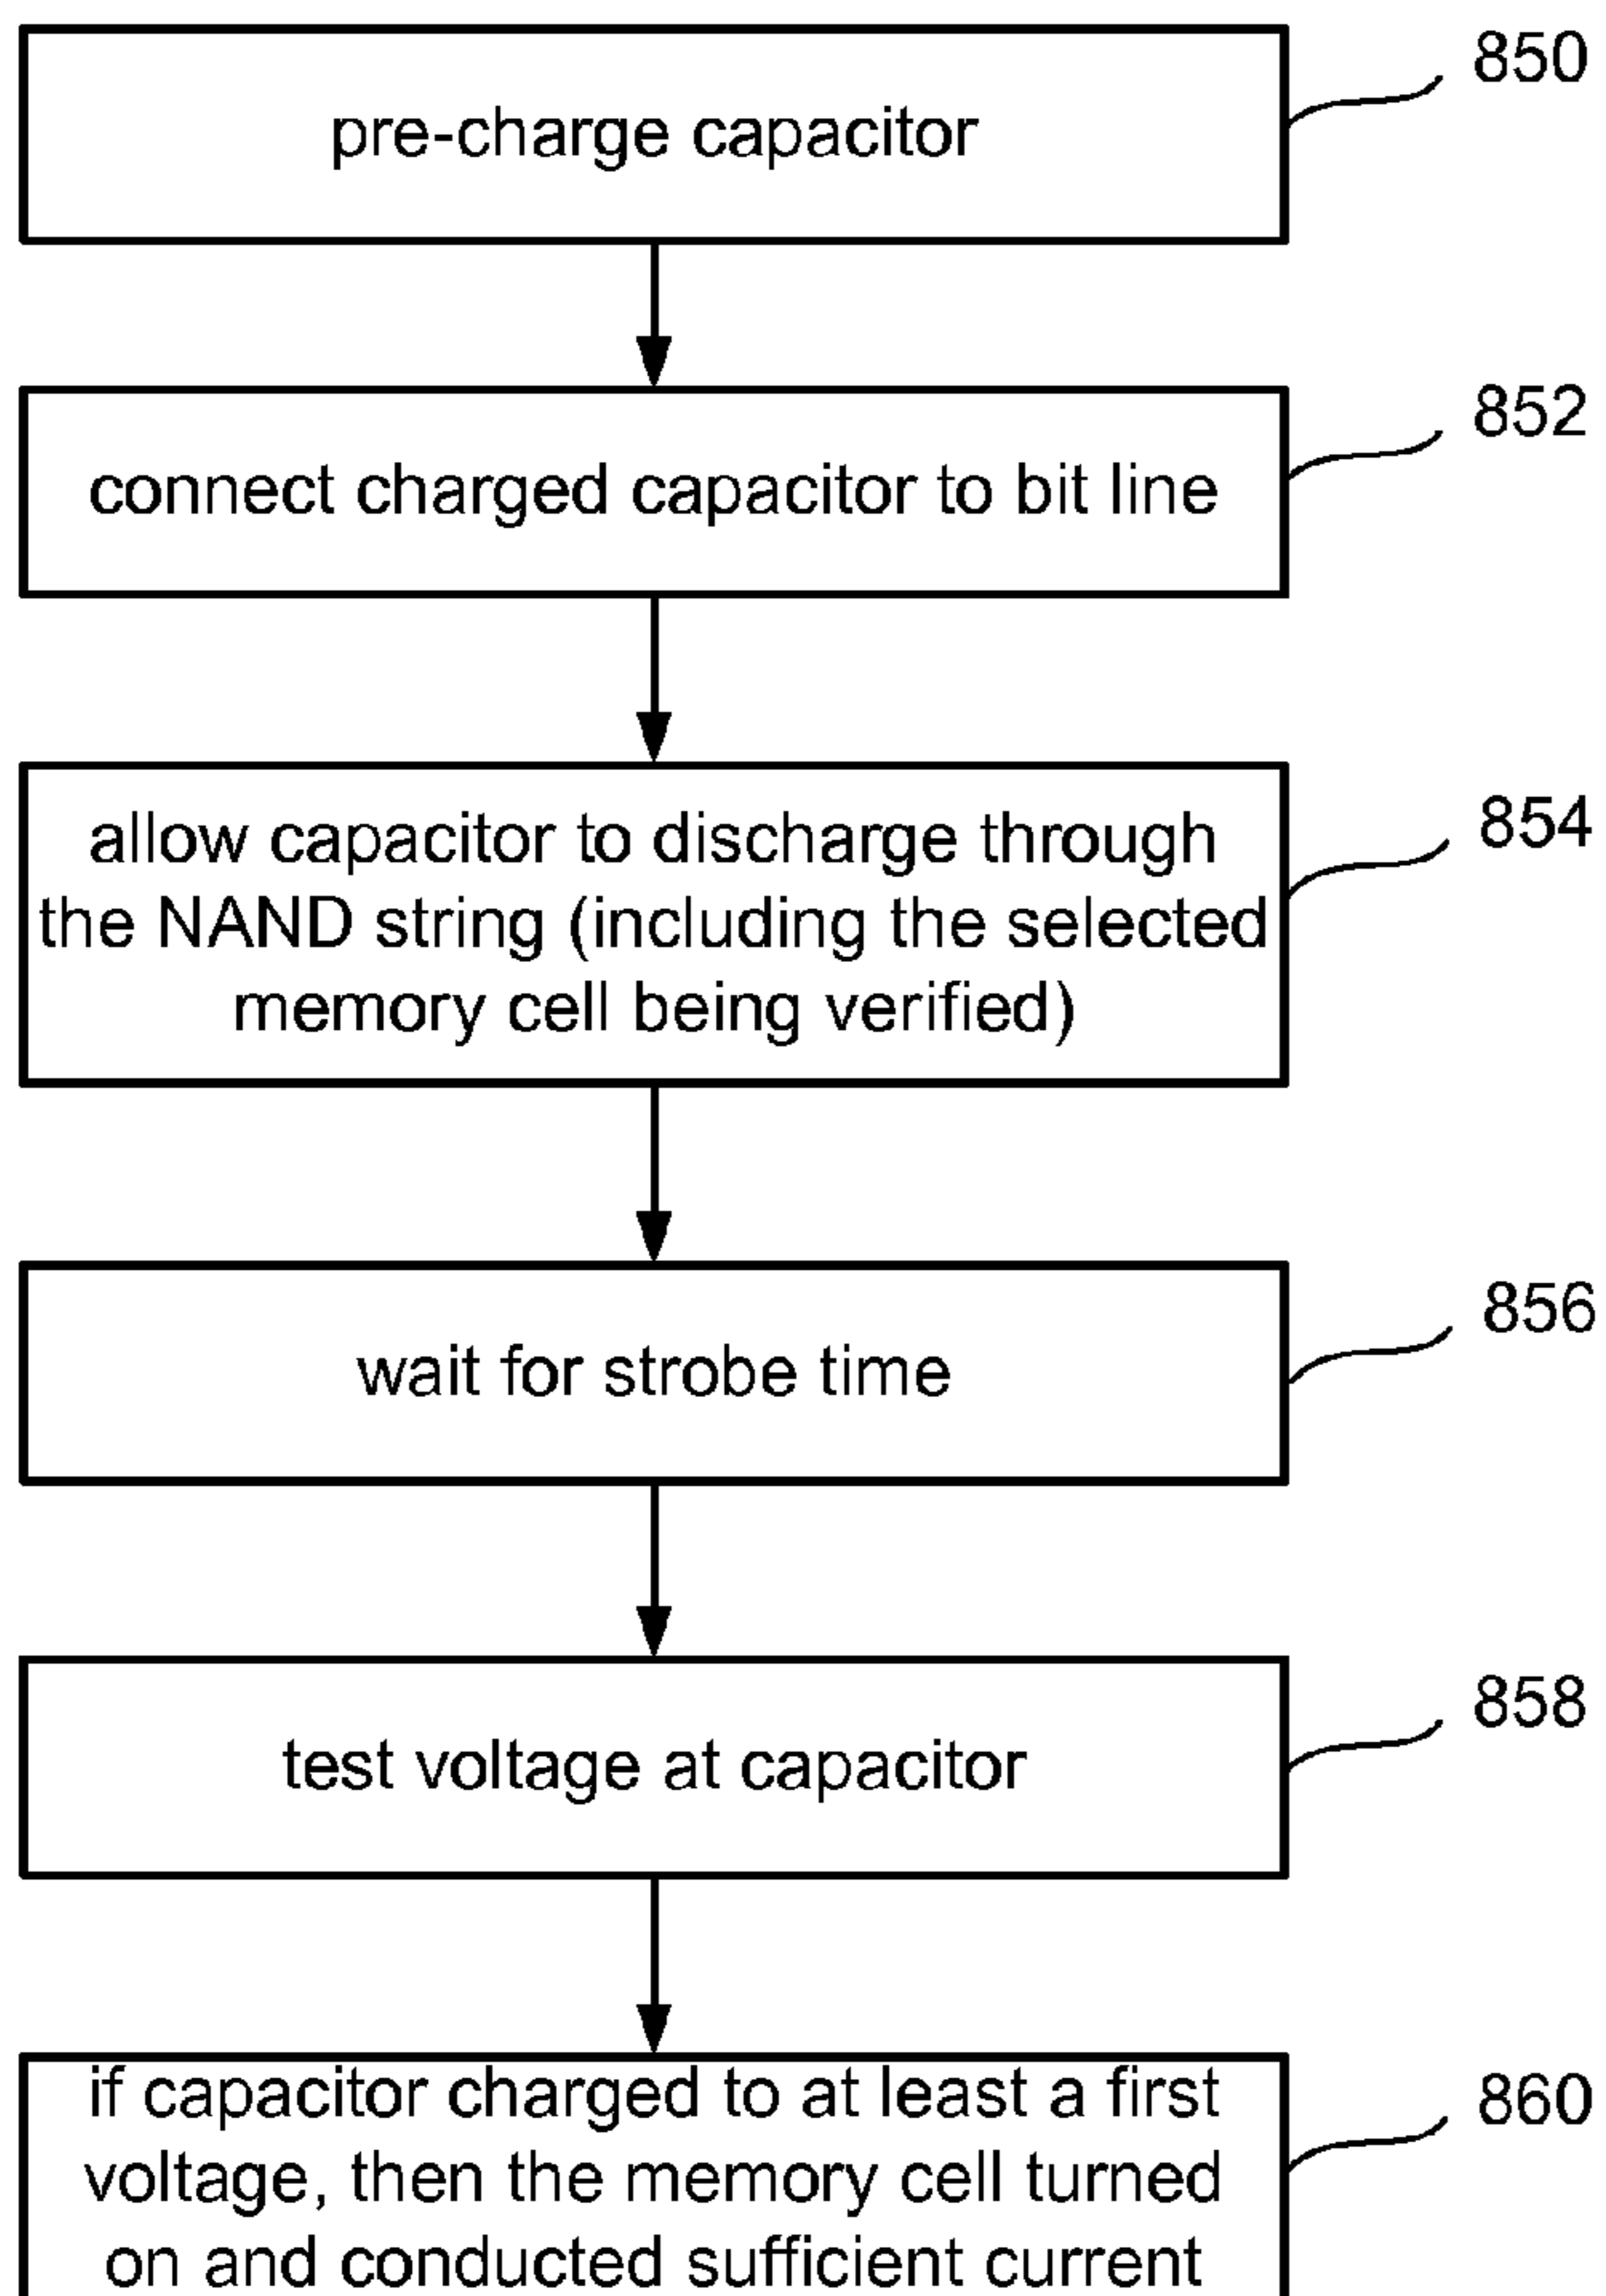 850
pre-charge capacitor
852
connect charged capacitor to bit line
854
allow capacitor to discharge through
the NAND string (including the selected
memory cell being verified)
856
wait for strobe time
858
test voltage at capacitor
860
if capacitor charged to at least a first
voltage, then the memory cell turned
on and conducted sufficient current